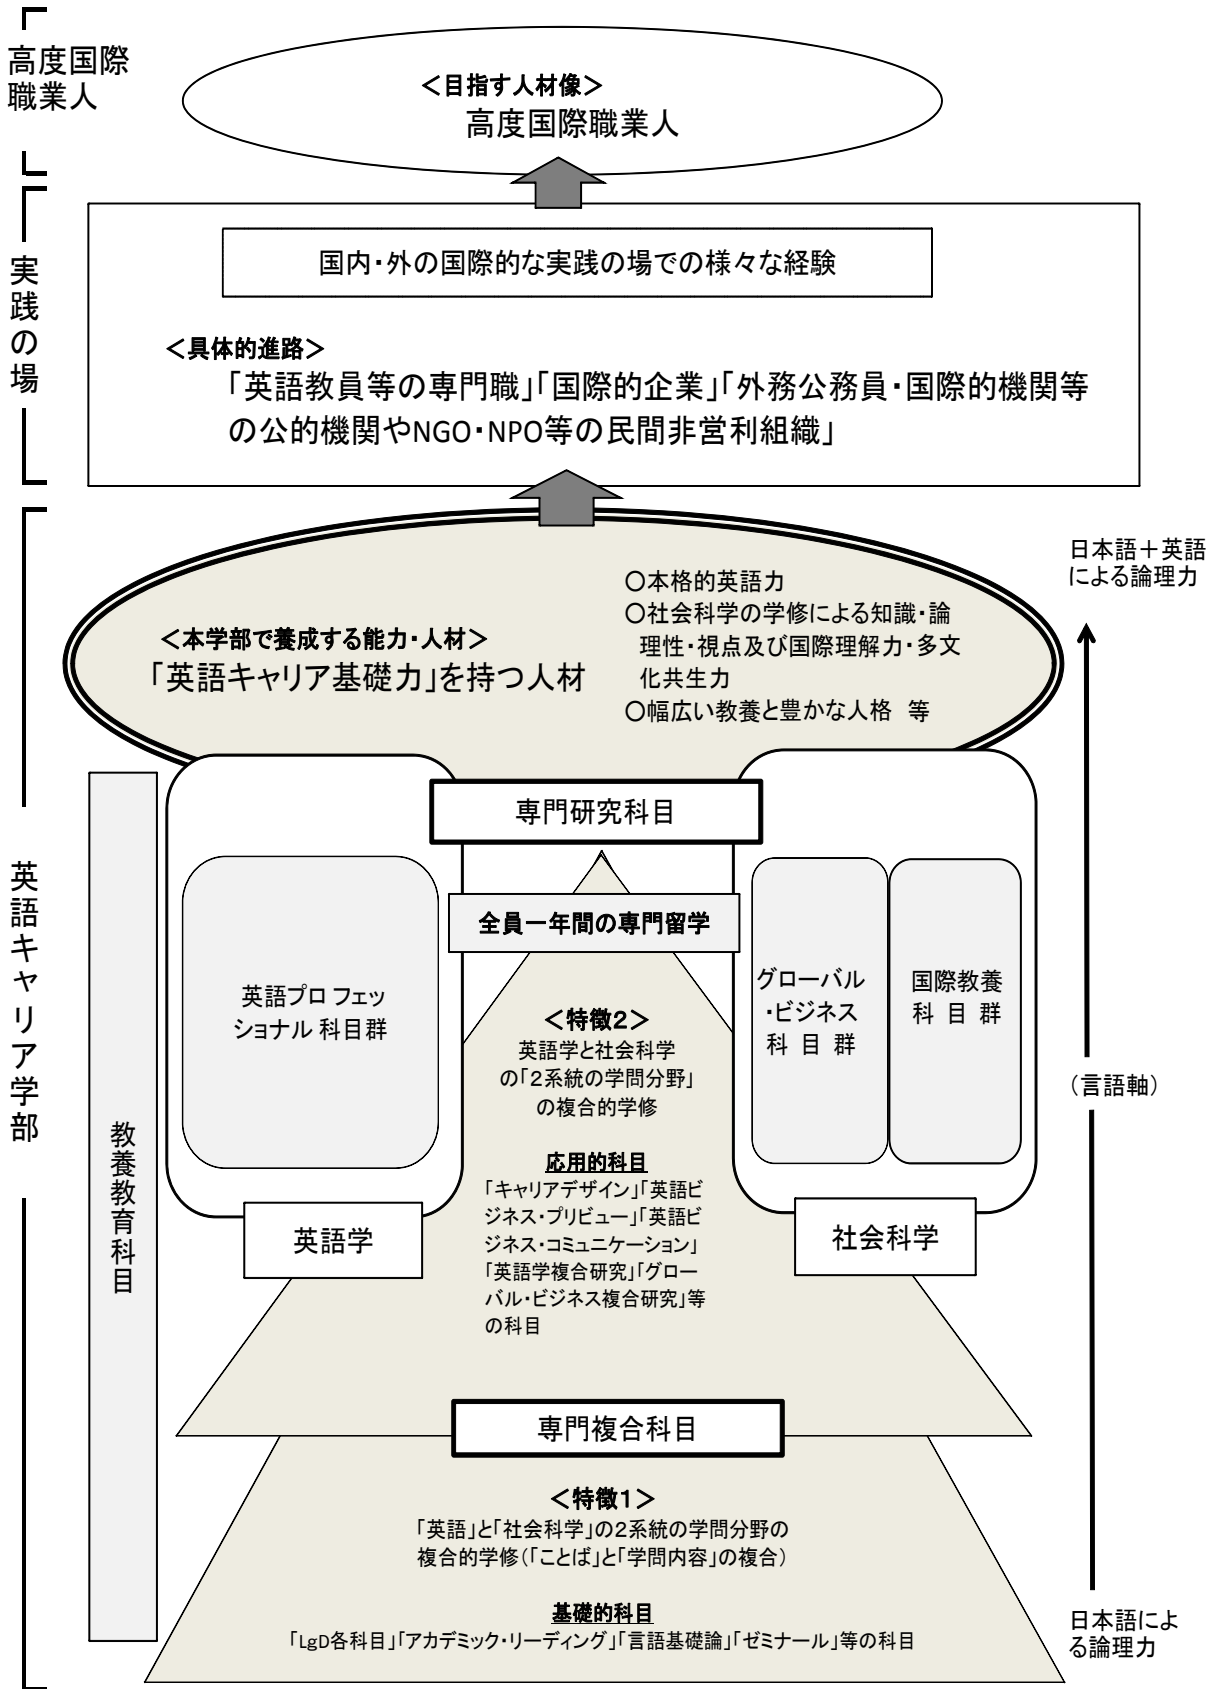 高度国際
職業人
＜目指す人材像＞
高度国際職業人
実践の場
国内・外の国際的な実践の場での様々な経験
＜具体的進路＞
「英語教員等の専門職」「国際的企業」「外務公務員・国際的機関等
の公的機関やNGO・NPO等の民間非営利組織」
英語キャリア学部
＜本学部で養成する能力・人材＞
「英語キャリア基礎力」を持つ人材
○本格的英語力
○社会科学の学修による知識・論
理性・視点及び国際理解力・多文
化共生力
○幅広い教養と豊かな人格 等
日本語＋英語
による論理力
専門研究科目
全員一年間の専門留学
教養教育科目
英語プロ フェッ
ショナル 科目群
英語学
グローバル
・ビジネス
科 目 群
国際教養
科 目 群
社会科学
＜特徴２＞
英語学と社会科学
の「２系統の学問分野」
の複合的学修
応用的科目
「キャリアデザイン」「英語ビ
ジネス・プリビュー」「英語ビ
ジネス・コミュニケーション」
「英語学複合研究」「グロー
バル・ビジネス複合研究」等
の科目
（言語軸）
専門複合科目
＜特徴１＞
「英語」と「社会科学」の２系統の学問分野の
複合的学修（「ことば」と「学問内容」の複合）
基礎的科目
「LgD各科目」「アカデミック・リーディング」「言語基礎論」「ゼミナール」等の科目
日本語によ
る論理力